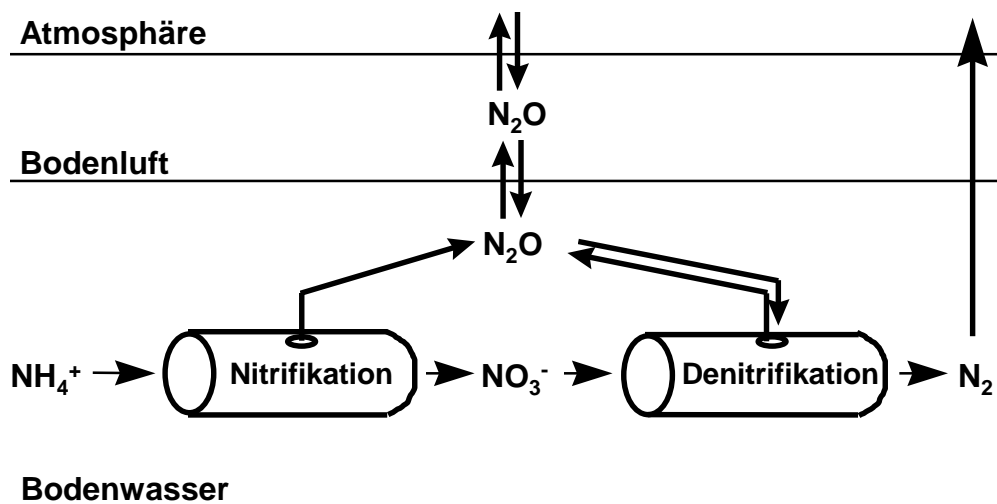 Atmosphäre
N₂O
Bodenluft
N₂O
NH₄⁺ Nitrifikation NO₃⁻ Denitrifikation N₂
Bodenwasser